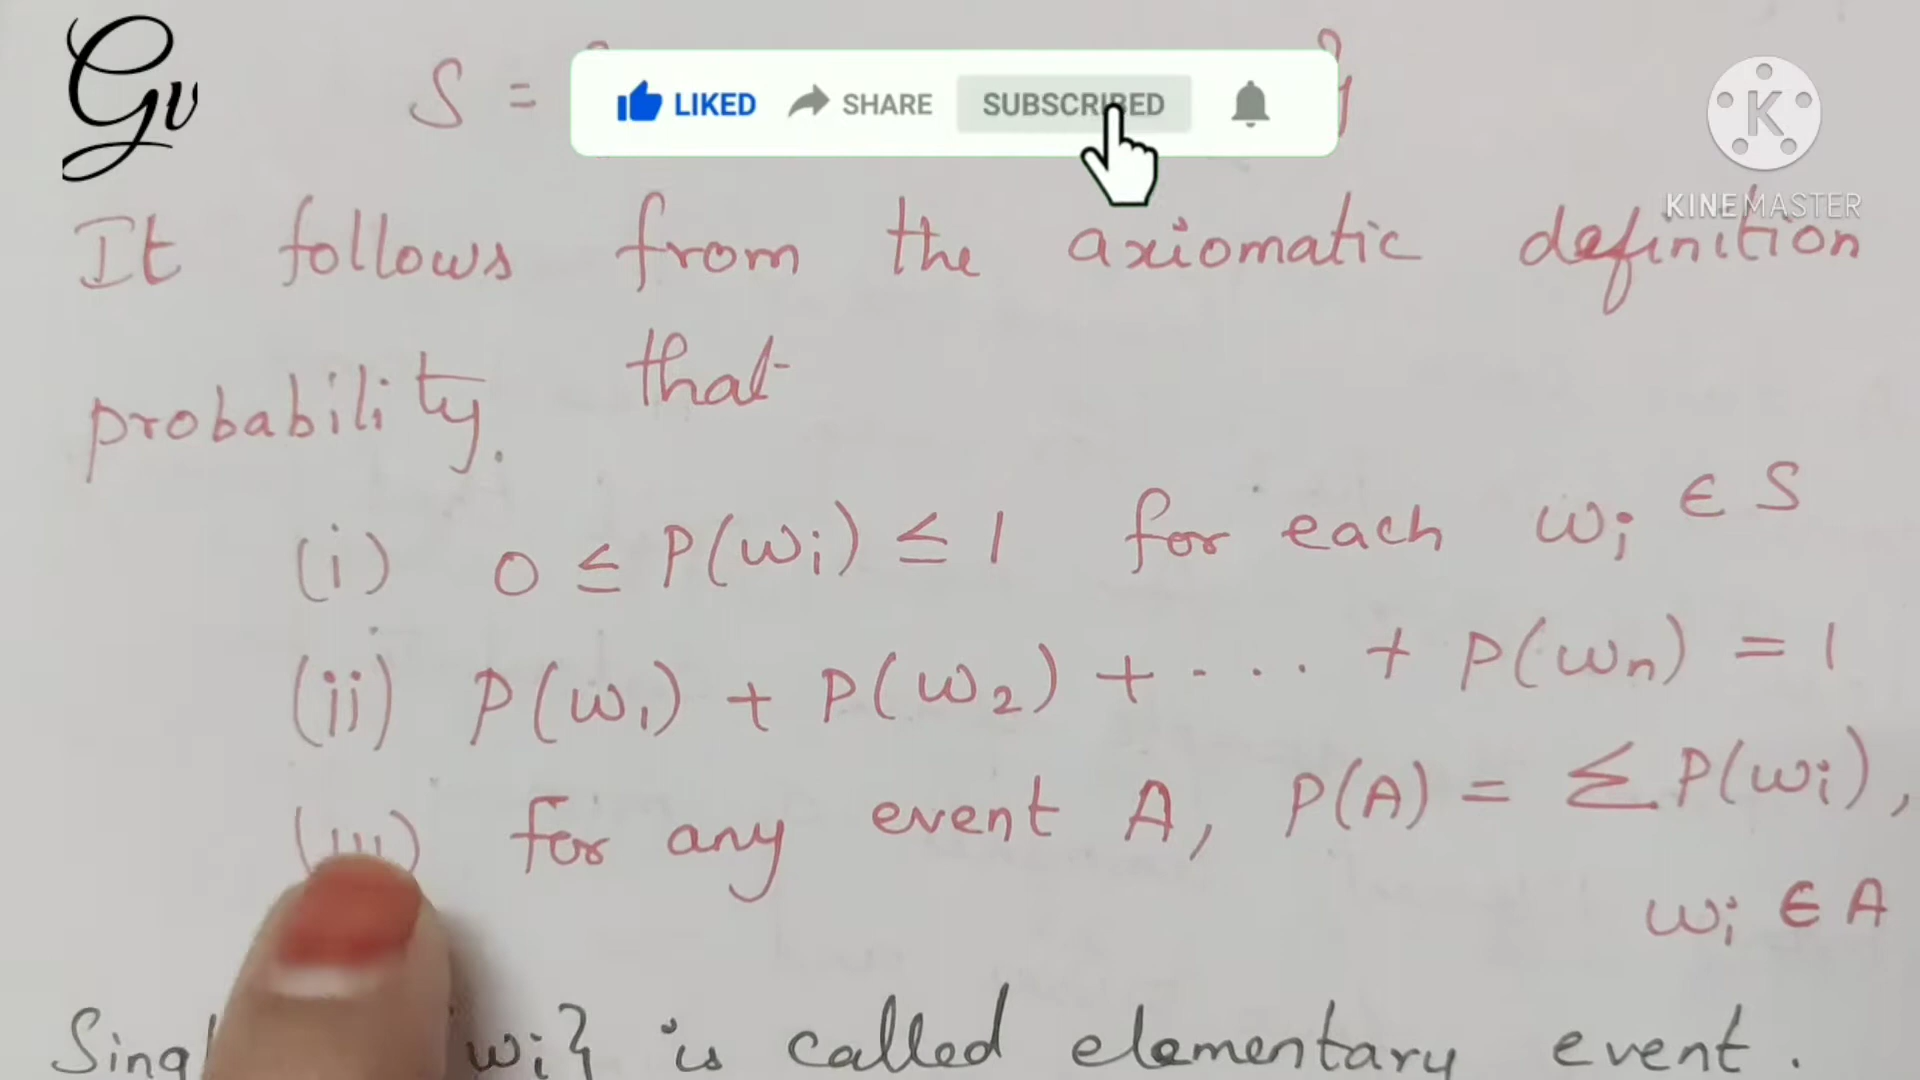 Gv
S = }
LIKED SHARE SUBSCRIBED
K
KINEMASTER
It follows from the axiomatic definition
probability. that
(i) 0 ≤ P(wi) ≤ 1 for each wi ∈ S
(ii) P(w1) + P(w2) + .... + P(wn) = 1
(iii) for any event A, P(A) = Σ P(wi),
wi ∈ A
wi} is called elementary event.